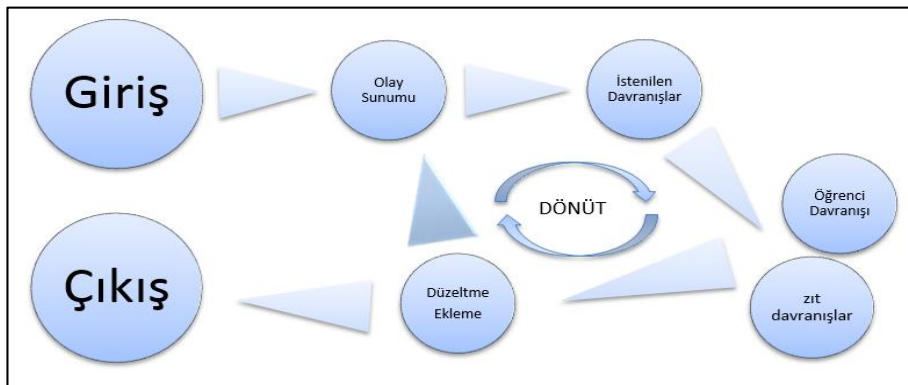 Giriş
Olay
Sunumu
İstenilen
Davranışlar
Öğrenci
Davranışı
zıt
davranışlar
DÖNÜT
Düzeltme
Ekleme
Çıkış